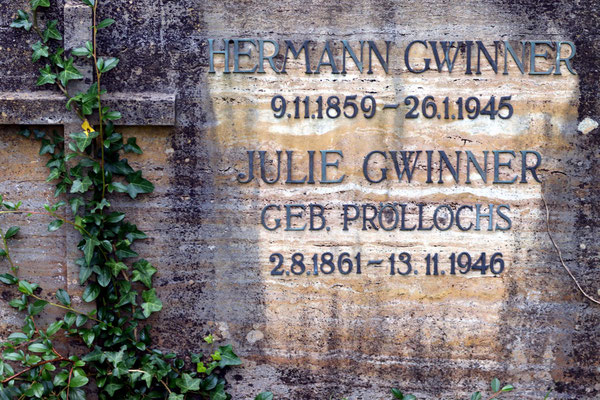 HERMANN GWINNER
9.11.1859 – 26.1.1945
JULIE GWINNER
GEB. PROLLOCHS
2.8.1861 – 13.11.1946